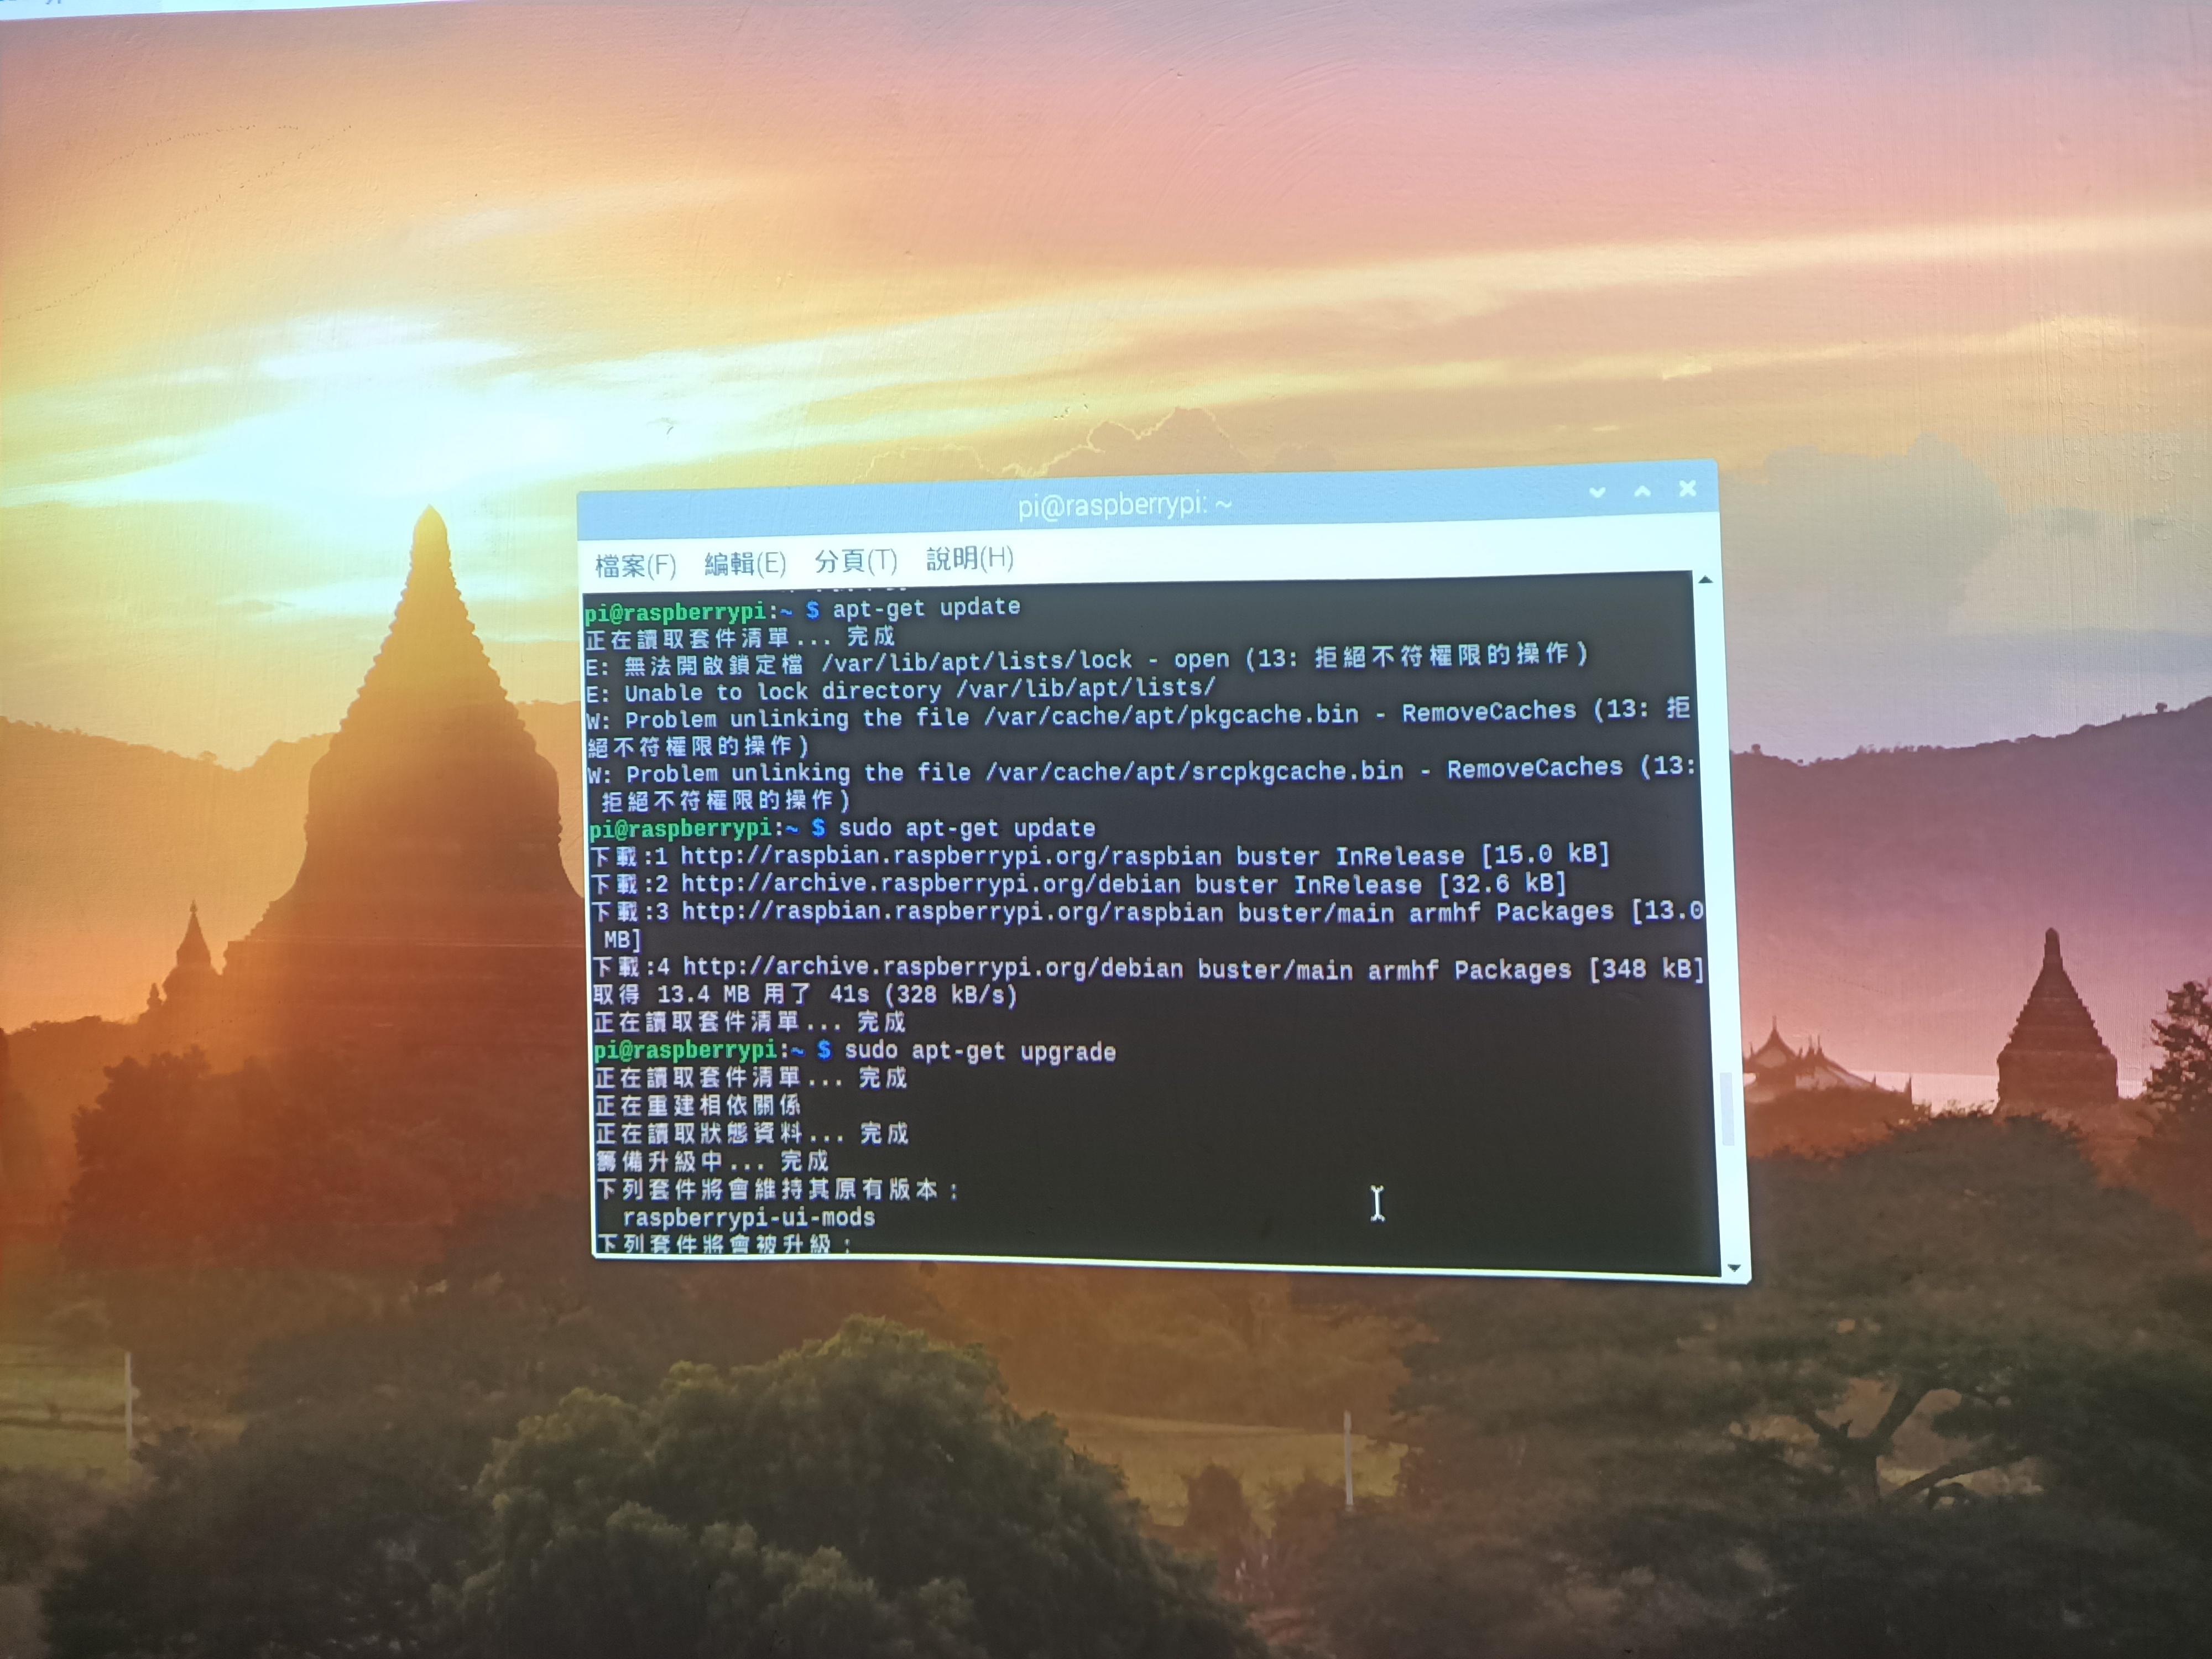 pi@raspberrypi: ~
檔案(F) 編輯(E) 分頁(T) 說明(H)
pi@raspberrypi:~ $ apt-get update
正在讀取套件清單... 完成
E: 無法開啟鎖定檔 /var/lib/apt/lists/lock - open (13: 拒絕不符權限的操作)
E: Unable to lock directory /var/lib/apt/lists/
W: Problem unlinking the file /var/cache/apt/pkgcache.bin - RemoveCaches (13: 拒
絕不符權限的操作)
W: Problem unlinking the file /var/cache/apt/srcpkgcache.bin - RemoveCaches (13:
拒絕不符權限的操作)
pi@raspberrypi:~ $ sudo apt-get update
下載:1 http://raspbian.raspberrypi.org/raspbian buster InRelease [15.0 kB]
下載:2 http://archive.raspberrypi.org/debian buster InRelease [32.6 kB]
下載:3 http://raspbian.raspberrypi.org/raspbian buster/main armhf Packages [13.0
MB]
下載:4 http://archive.raspberrypi.org/debian buster/main armhf Packages [348 kB]
取得 13.4 MB 用了 41s (328 kB/s)
正在讀取套件清單... 完成
pi@raspberrypi:~ $ sudo apt-get upgrade
正在讀取套件清單... 完成
正在重建相依關係
正在讀取狀態資料... 完成
籌備升級中... 完成
下列套件將會維持其原有版本：
raspberrypi-ui-mods
下列套件將會被升級：